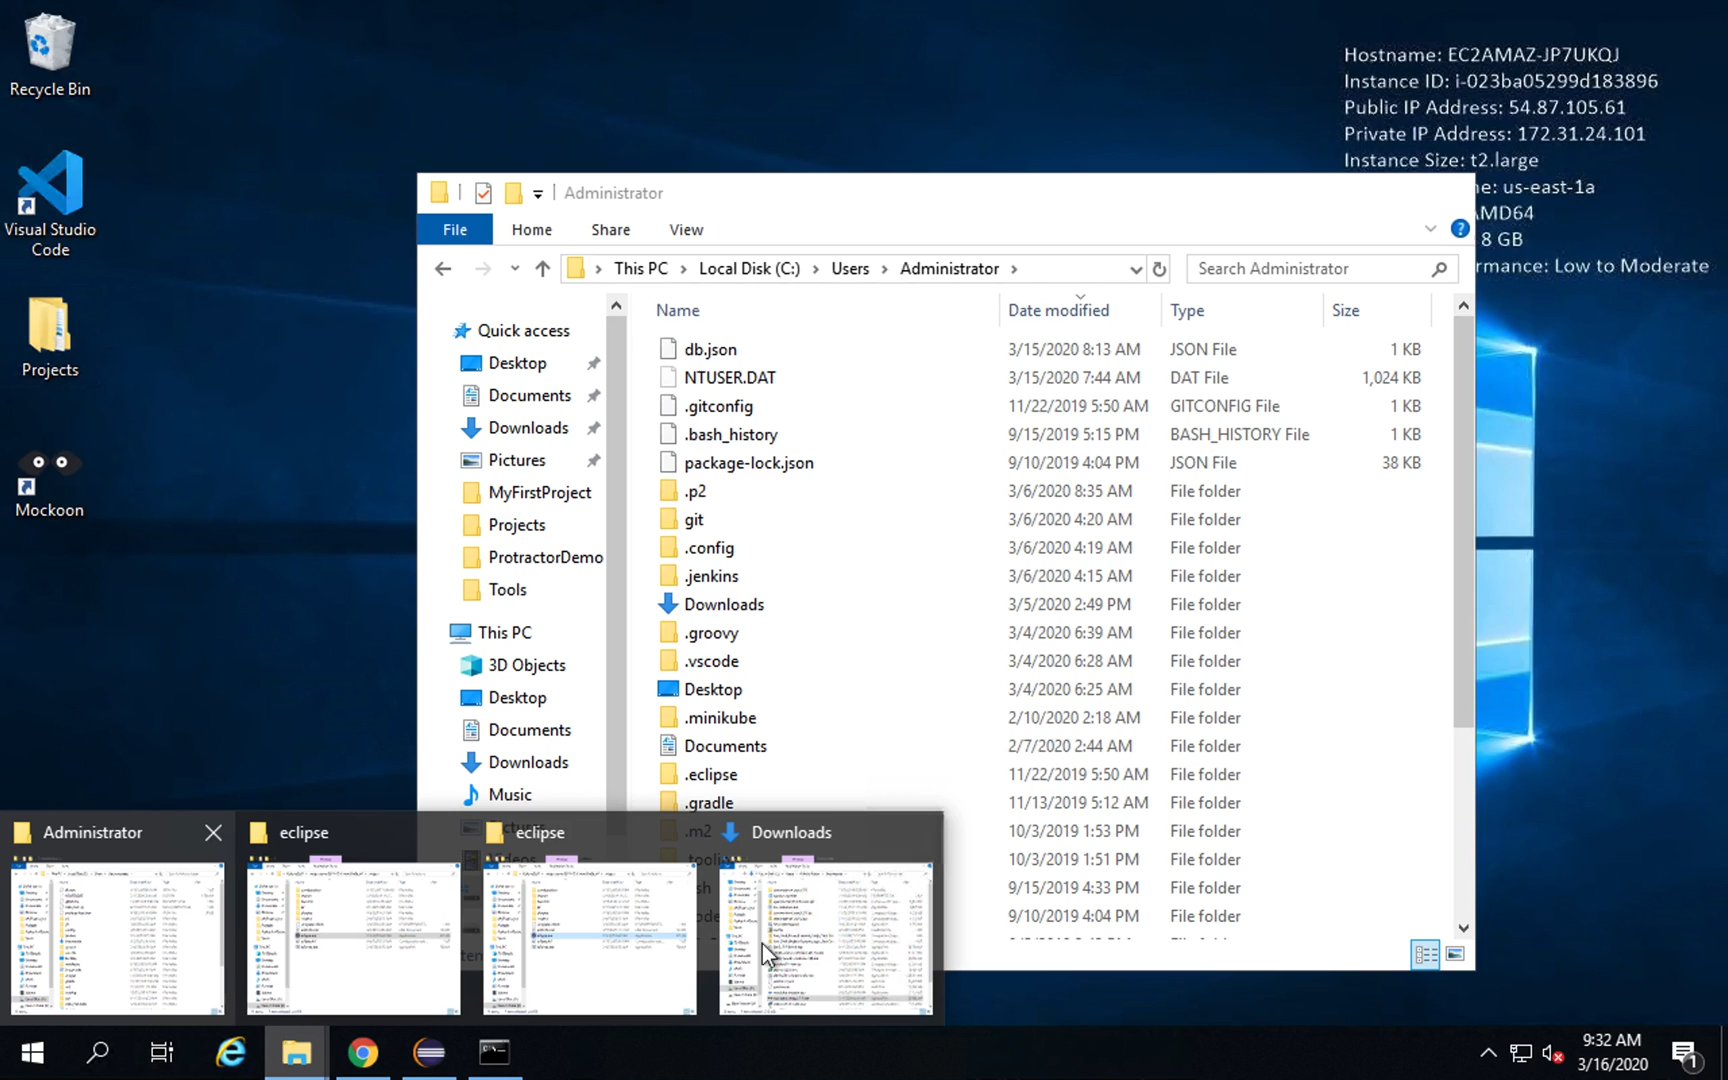 Recycle Bin
Visual Studio
Code
Projects
Mockoon
Hostname: EC2AMAZ-JP7UKQJ
Instance ID: i-023ba05299d183896
Public IP Address: 54.87.105.61
Private IP Address: 172.31.24.101
Instance Size: t2.large
ne: us-east-1a
AMD64
8 GB
rmance: Low to Moderate
Administrator
File Home Share View
This PC Local Disk (C:) Users Administrator
Search Administrator
Quick access
Desktop
Documents
Downloads
Pictures
MyFirstProject
Projects
ProtractorDemo
Tools
This PC
3D Objects
Desktop
Documents
Downloads
Music
Name Date modified Type Size
db.json 3/15/2020 8:13 AM JSON File 1 KB
NTUSER.DAT 3/15/2020 7:44 AM DAT File 1,024 KB
.gitconfig 11/22/2019 5:50 AM GITCONFIG File 1 KB
.bash_history 9/15/2019 5:15 PM BASH_HISTORY File 1 KB
package-lock.json 9/10/2019 4:04 PM JSON File 38 KB
.p2 3/6/2020 8:35 AM File folder
git 3/6/2020 4:20 AM File folder
.config 3/6/2020 4:19 AM File folder
.jenkins 3/6/2020 4:15 AM File folder
Downloads 3/5/2020 2:49 PM File folder
.groovy 3/4/2020 6:39 AM File folder
.vscode 3/4/2020 6:28 AM File folder
Desktop 3/4/2020 6:25 AM File folder
.minikube 2/10/2020 2:18 AM File folder
Documents 2/7/2020 2:44 AM File folder
.eclipse 11/22/2019 5:50 AM File folder
.gradle 11/13/2019 5:12 AM File folder
.m2 10/3/2019 1:53 PM File folder
10/3/2019 1:51 PM File folder
9/15/2019 4:33 PM File folder
9/10/2019 4:04 PM File folder
Administrator
eclipse
eclipse
Downloads
9:32 AM
3/16/2020
1